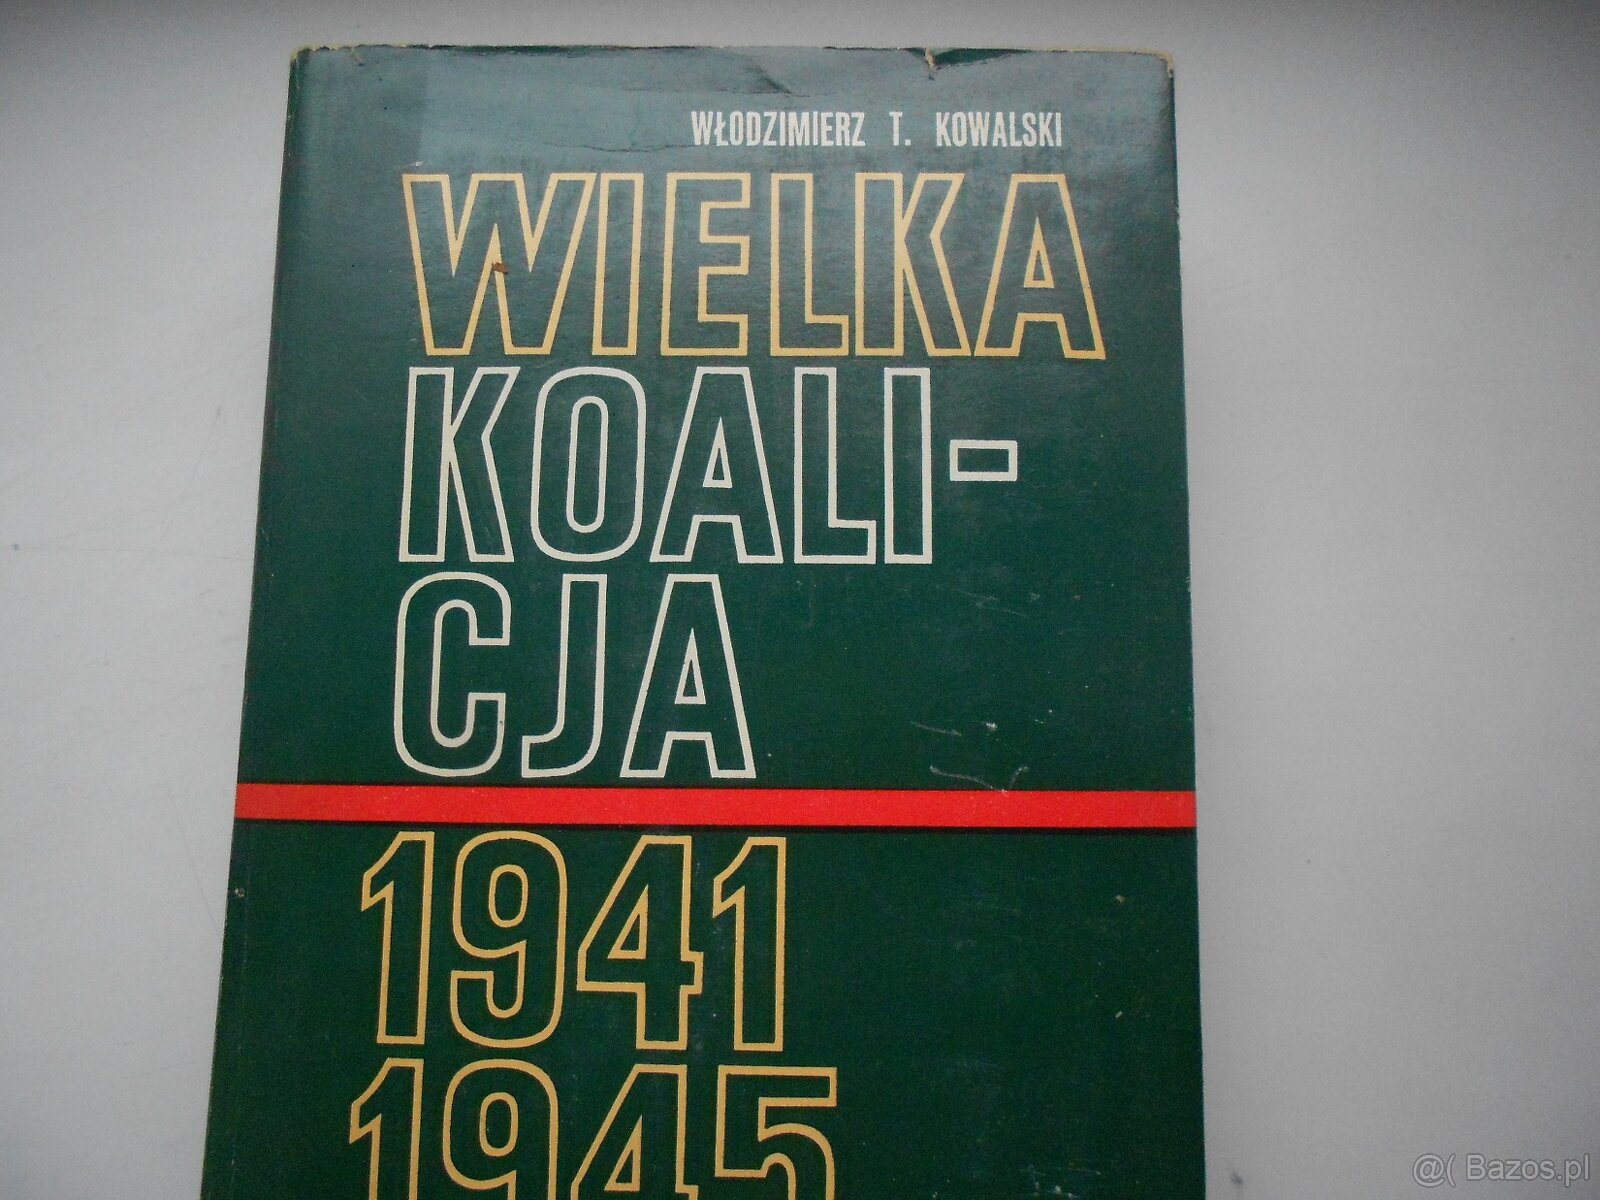 WŁODZIMIERZ T. KOWALSKI
WIELKA
KOALI-
CJA
1941
1945
@( Bazos.pl